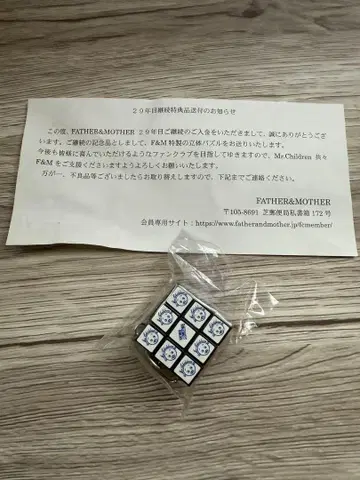 29年目継続特典品送付のお知らせ
この度、FATHER&MOTHER 29年目ご継続のご入金をいただきまして、誠にありがとうござ
います。ご継続の記念品としまして、F&M 特製の立体パズルをお送りいたします。
今後も皆様に喜んでいただけるようなファンクラブを目指してゆきますので、Mr.Children 共々
F&M をご支援くださいますようよろしくお願いいたします。
万が一、不良品等ございましたらお取り替えしますので、下記までご連絡ください。
FATHER&MOTHER
〒105-8691 芝郵便局私書箱 172 号
会員専用サイト：https://www.fatherandmother.jp/fcmember/